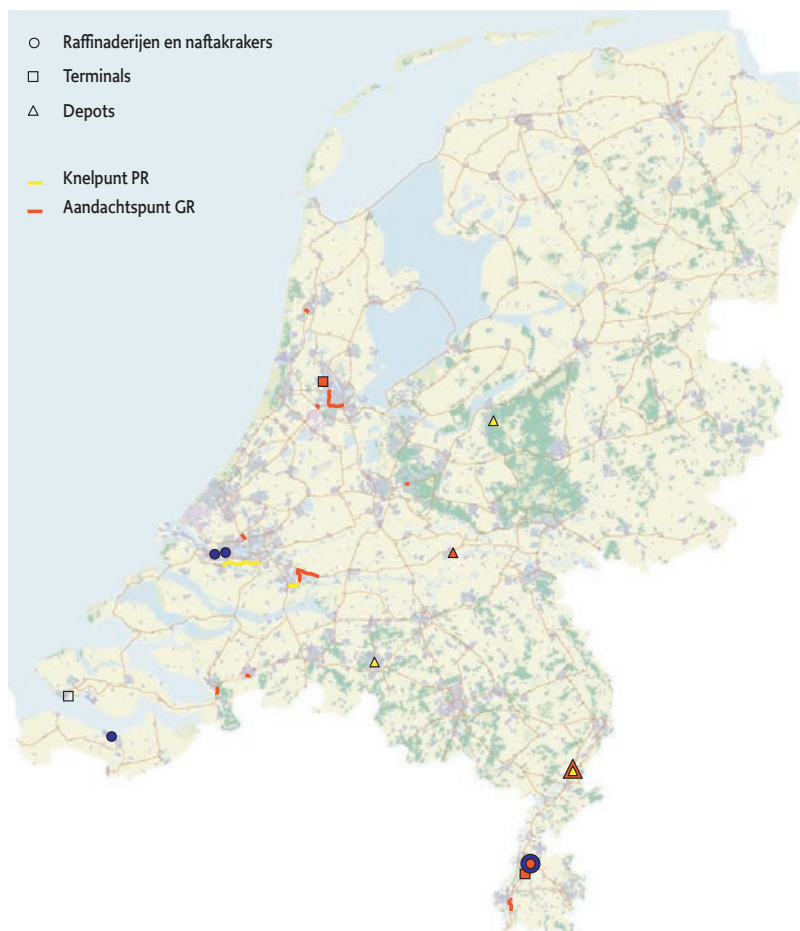 Raffinaderijen en naftakrakers
Terminals
Depots
Knelpunt PR
Aandachtspunt GR